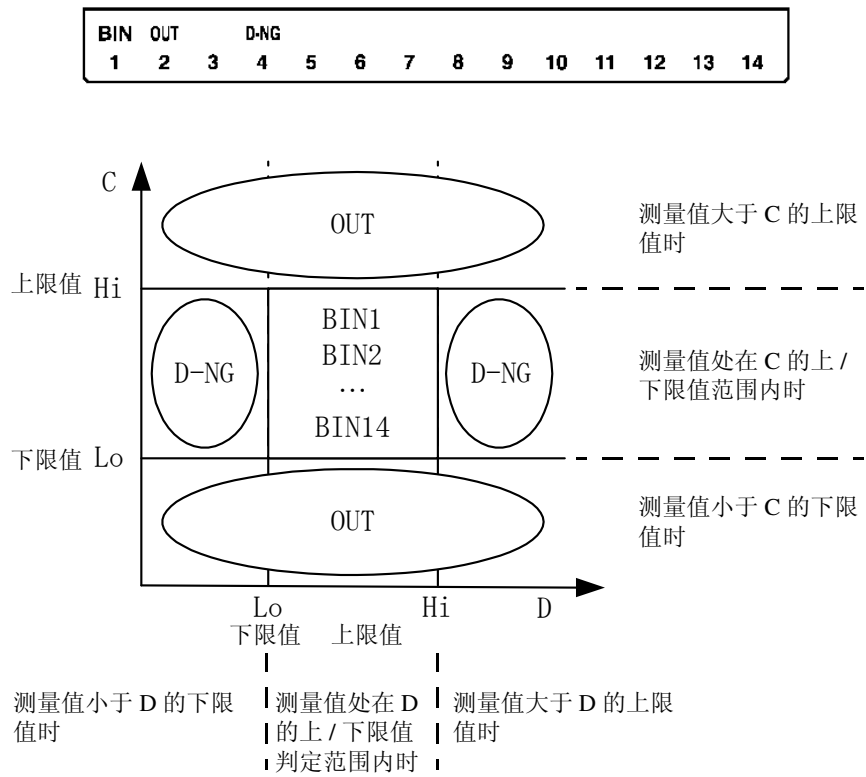 BIN OUT D-NG
1 2 3 4 5 6 7 8 9 10 11 12 13 14
C
OUT
测量值大于 C 的上限
值时
上限值 Hi
BIN1
BIN2
…
BIN14
D-NG
D-NG
测量值处在 C 的上 /
下限值范围内时
下限值 Lo
OUT
测量值小于 C 的下限
值时
Lo Hi D
下限值 上限值
测量值小于 D 的下限
值时
测量值处在 D
的上 / 下限值
判定范围内时
测量值大于 D 的上限
值时